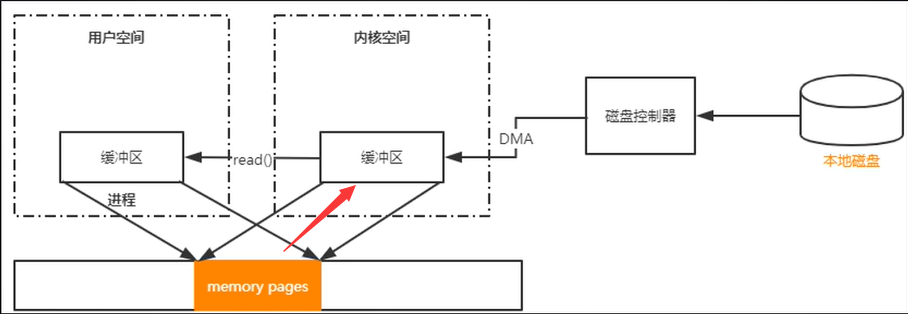 用户空间
内核空间
磁盘控制器
DMA
缓冲区
read()
缓冲区
本地磁盘
进程
memory pages